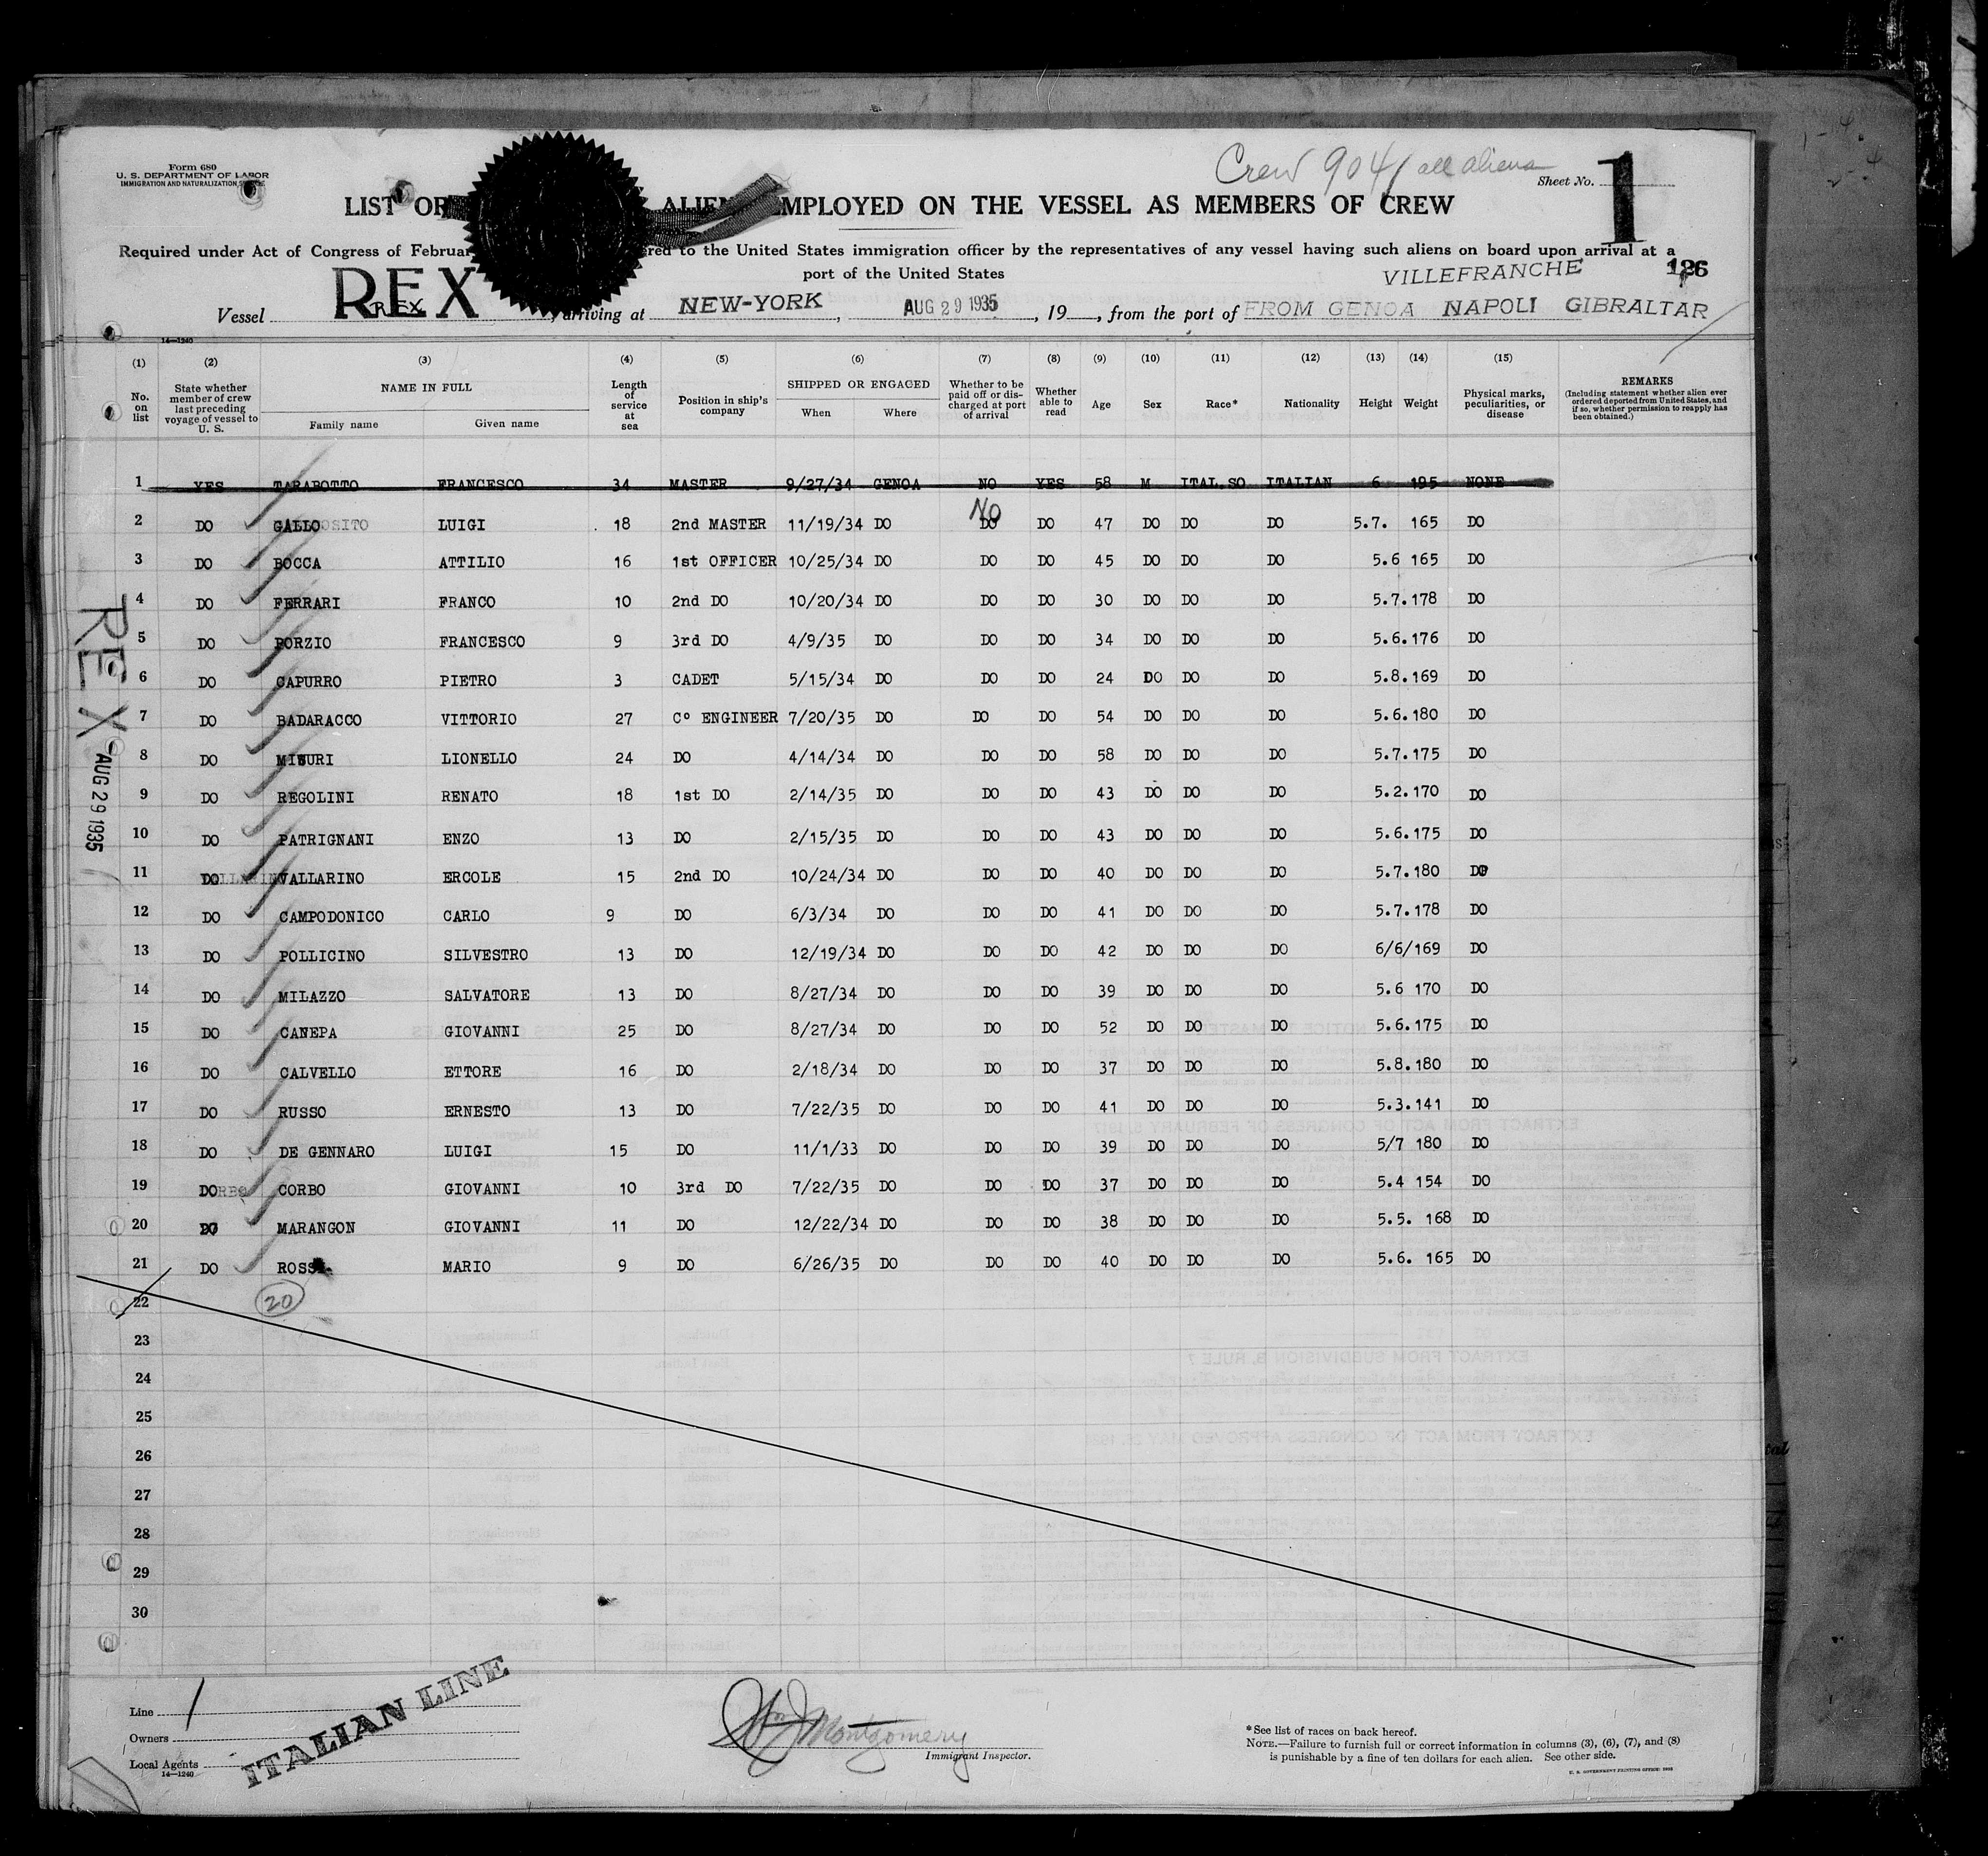 Form 680
U. S. DEPARTMENT OF LABOR
IMMIGRATION AND NATURALIZATION
Crew 904 / all aliens
Sheet No. 1
LIST OR ALIENS EMPLOYED ON THE VESSEL AS MEMBERS OF CREW
Required under Act of Congress of Februar red to the United States immigration officer by the representatives of any vessel having such aliens on board upon arrival at a
port of the United States
VILLEFRANCHE 126
Vessel REX REX , arriving at NEW-YORK , AUG 29 1935 , 19 , from the port of FROM GENOA NAPOLI GIBRALTAR
14—1240
(1) (2) (3) (4) (5) (6) (7) (8) (9) (10) (11) (12) (13) (14) (15)
No. on list
State whether member of crew last preceding voyage of vessel to U. S.
NAME IN FULL
Family name Given name
Length of service at sea
Position in ship's company
SHIPPED OR ENGAGED
When Where
Whether to be paid off or discharged at port of arrival
Whether able to read
Age
Sex
Race*
Nationality
Height
Weight
Physical marks, peculiarities, or disease
REMARKS
(Including statement whether alien ever ordered deported from United States, and if so, whether permission to reapply has been obtained.)
1 YES TARABOTTO FRANCESCO 34 MASTER 9/27/34 GENOA NO YES 58 M ITAL.SO ITALIAN 6 195 NONE
NO
2 DO GALLO LUIGI 18 2nd MASTER 11/19/34 DO DO DO 47 DO DO DO 5.7. 165 DO
3 DO BOCCA ATTILIO 16 1st OFFICER 10/25/34 DO DO DO 45 DO DO DO 5.6 165 DO
4 DO FERRARI FRANCO 10 2nd DO 10/20/34 DO DO DO 30 DO DO DO 5.7.178 DO
5 DO PORZIO FRANCESCO 9 3rd DO 4/9/35 DO DO DO 34 DO DO DO 5.6.176 DO
6 DO CAPURRO PIETRO 3 CADET 5/15/34 DO DO DO 24 DO DO DO 5.8.169 DO
7 DO BADARACCO VITTORIO 27 C° ENGINEER 7/20/35 DO DO DO 54 DO DO DO 5.6.180 DO
8 DO MISURI LIONELLO 24 DO 4/14/34 DO DO DO 58 DO DO DO 5.7.175 DO
9 DO REGOLINI RENATO 18 1st DO 2/14/35 DO DO DO 43 DO DO DO 5.2.170 DO
10 DO PATRIGNANI ENZO 13 DO 2/15/35 DO DO DO 43 DO DO DO 5.6.175 DO
11 DO VALLARINO ERCOLE 15 2nd DO 10/24/34 DO DO DO 40 DO DO DO 5.7.180 DO
12 DO CAMPODONICO CARLO 9 DO 6/3/34 DO DO DO 41 DO DO DO 5.7.178 DO
13 DO POLLICINO SILVESTRO 13 DO 12/19/34 DO DO DO 42 DO DO DO 6/6/169 DO
14 DO MILAZZO SALVATORE 13 DO 8/27/34 DO DO DO 39 DO DO DO 5.6 170 DO
15 DO CANEPA GIOVANNI 25 DO 8/27/34 DO DO DO 52 DO DO DO 5.6.175 DO
16 DO CALVELLO ETTORE 16 DO 2/18/34 DO DO DO 37 DO DO DO 5.8.180 DO
17 DO RUSSO ERNESTO 13 DO 7/22/35 DO DO DO 41 DO DO DO 5.3.141 DO
18 DO DE GENNARO LUIGI 15 DO 11/1/33 DO DO DO 39 DO DO DO 5/7 180 DO
19 DO CORBO GIOVANNI 10 3rd DO 7/22/35 DO DO DO 37 DO DO DO 5.4 154 DO
20 DO MARANGON GIOVANNI 11 DO 12/22/34 DO DO DO 38 DO DO DO 5.5. 168 DO
21 DO ROSSI MARIO 9 DO 6/26/35 DO DO DO 40 DO DO DO 5.6. 165 DO
22 20
23
24
25
26
27
28
29
30
REX
AUG 29 1935
Line
Owners
Local Agents
14—1240
ITALIAN LINE
Wm J Montgomery
Immigrant Inspector.
* See list of races on back hereof.
NOTE.—Failure to furnish full or correct information in columns (3), (6), (7), and (8)
is punishable by a fine of ten dollars for each alien. See other side.
U. S. GOVERNMENT PRINTING OFFICE: